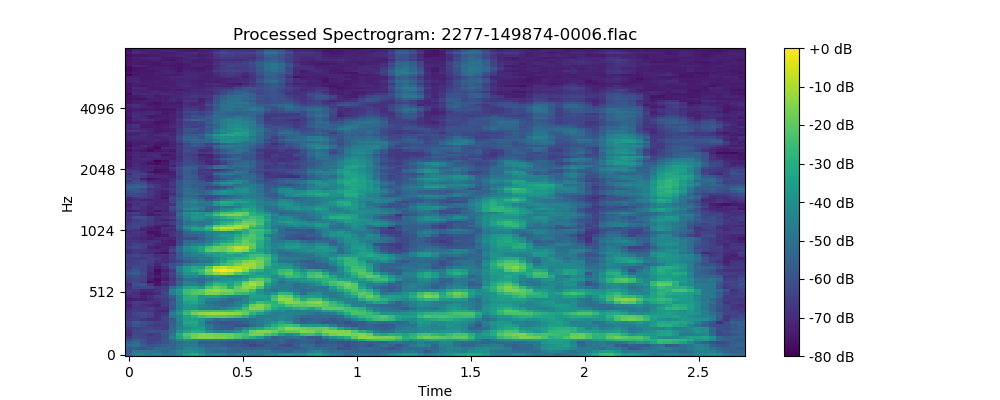 Processed Spectrogram: 2277-149874-0006.flac
Hz
4096
2048
1024
512
0
0
0.5
1
1.5
2
2.5
Time
+0 dB
-10 dB
-20 dB
-30 dB
-40 dB
-50 dB
-60 dB
-70 dB
-80 dB